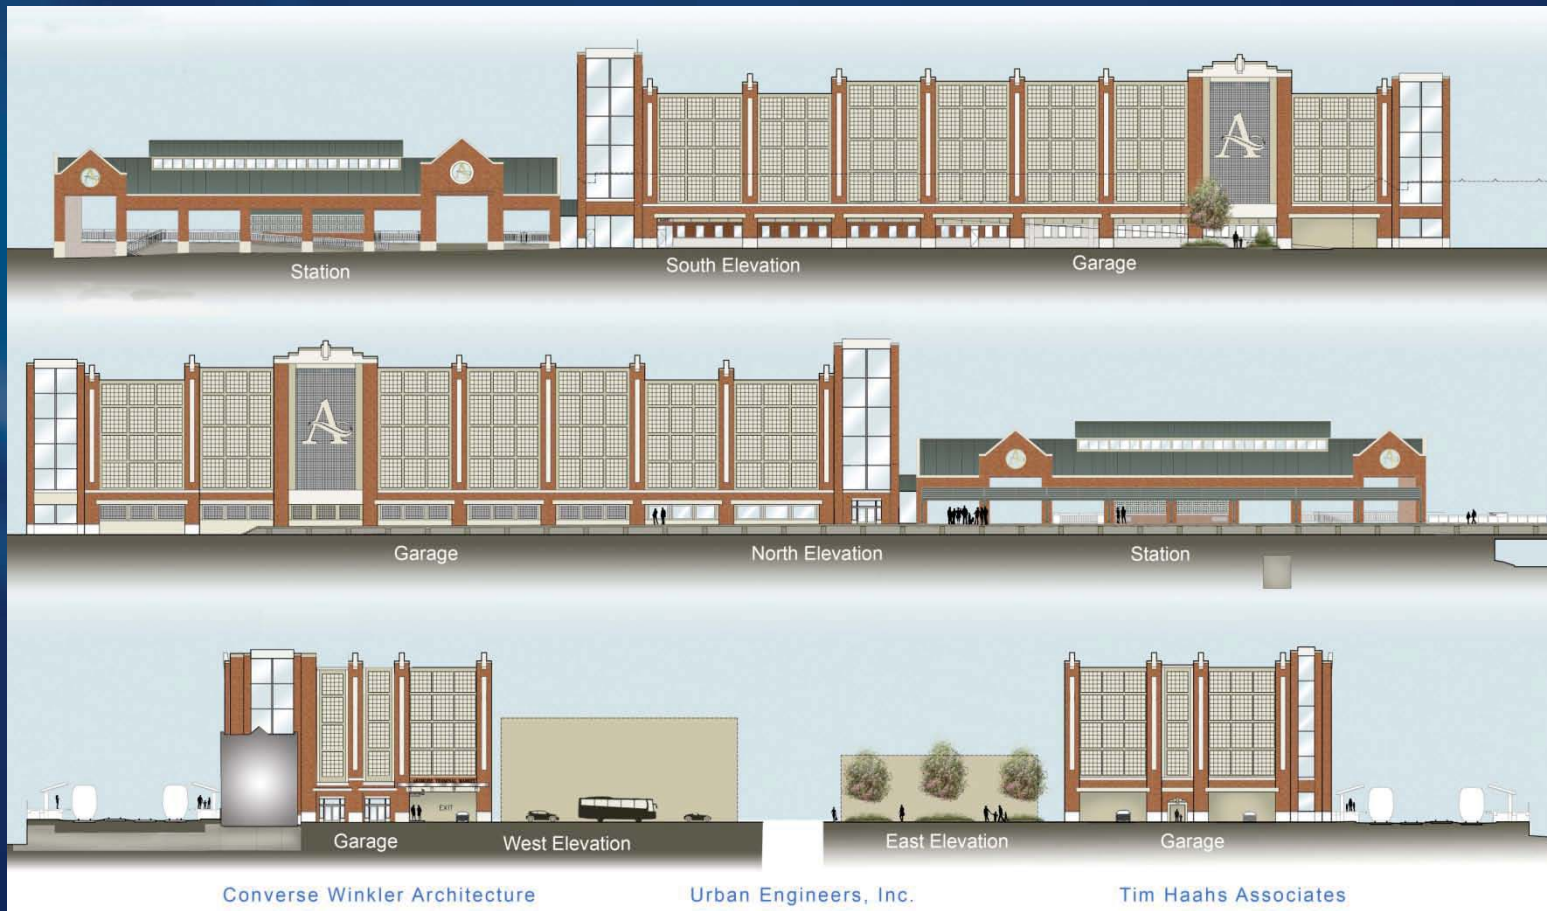 A
Station
South Elevation
Garage
A
Garage
North Elevation
Station
EXIT
Garage
West Elevation
East Elevation
Garage
Converse Winkler Architecture
Urban Engineers, Inc.
Tim Haahs Associates